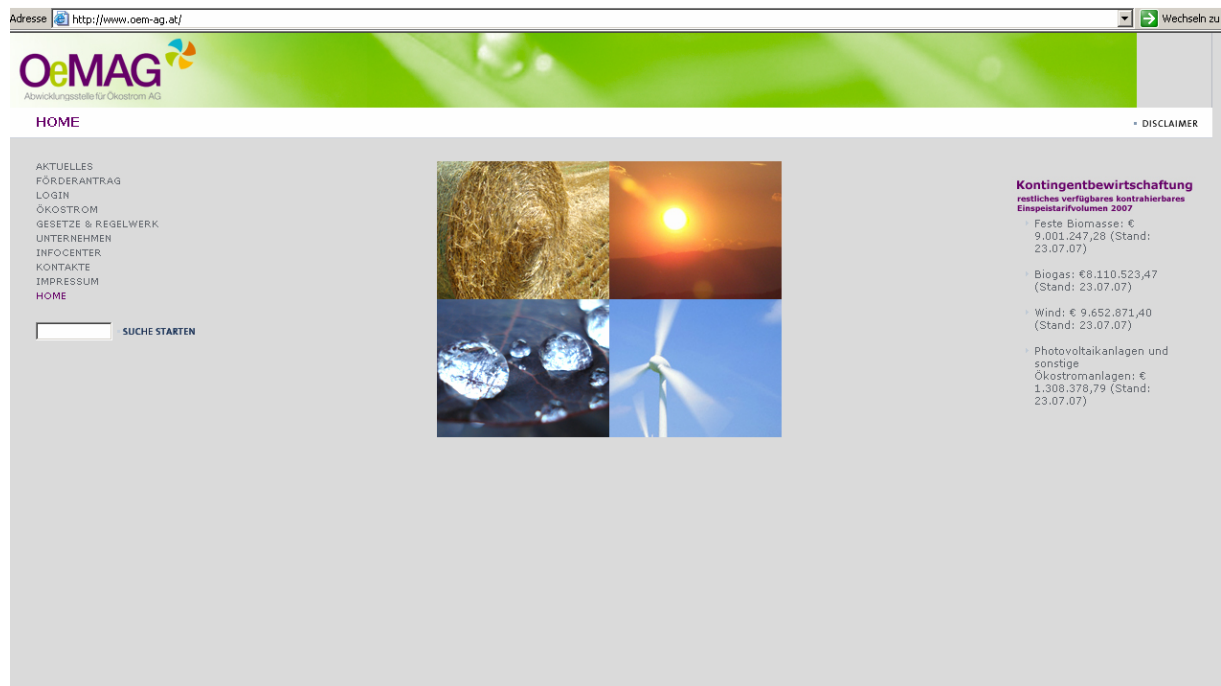 Adresse http://www.oem-ag.at/ Wechseln zu
OeMAG
Abwicklungsstelle für Ökostrom AG
HOME
DISCLAIMER
AKTUELLES
FÖRDERANTRAG
LOGIN
ÖKOSTROM
GESETZE & REGELWERK
UNTERNEHMEN
INFOCENTER
KONTAKTE
IMPRESSUM
HOME
SUCHE STARTEN
Kontingentbewirtschaftung
restliches verfügbares kontrahierbares
Einspeistarifvolumen 2007
Feste Biomasse: €
9.001.247,28 (Stand:
23.07.07)
Biogas: €8.110.523,47
(Stand: 23.07.07)
Wind: € 9.652.871,40
(Stand: 23.07.07)
Photovoltaikanlagen und
sonstige
Ökostromanlagen: €
1.308.378,79 (Stand:
23.07.07)